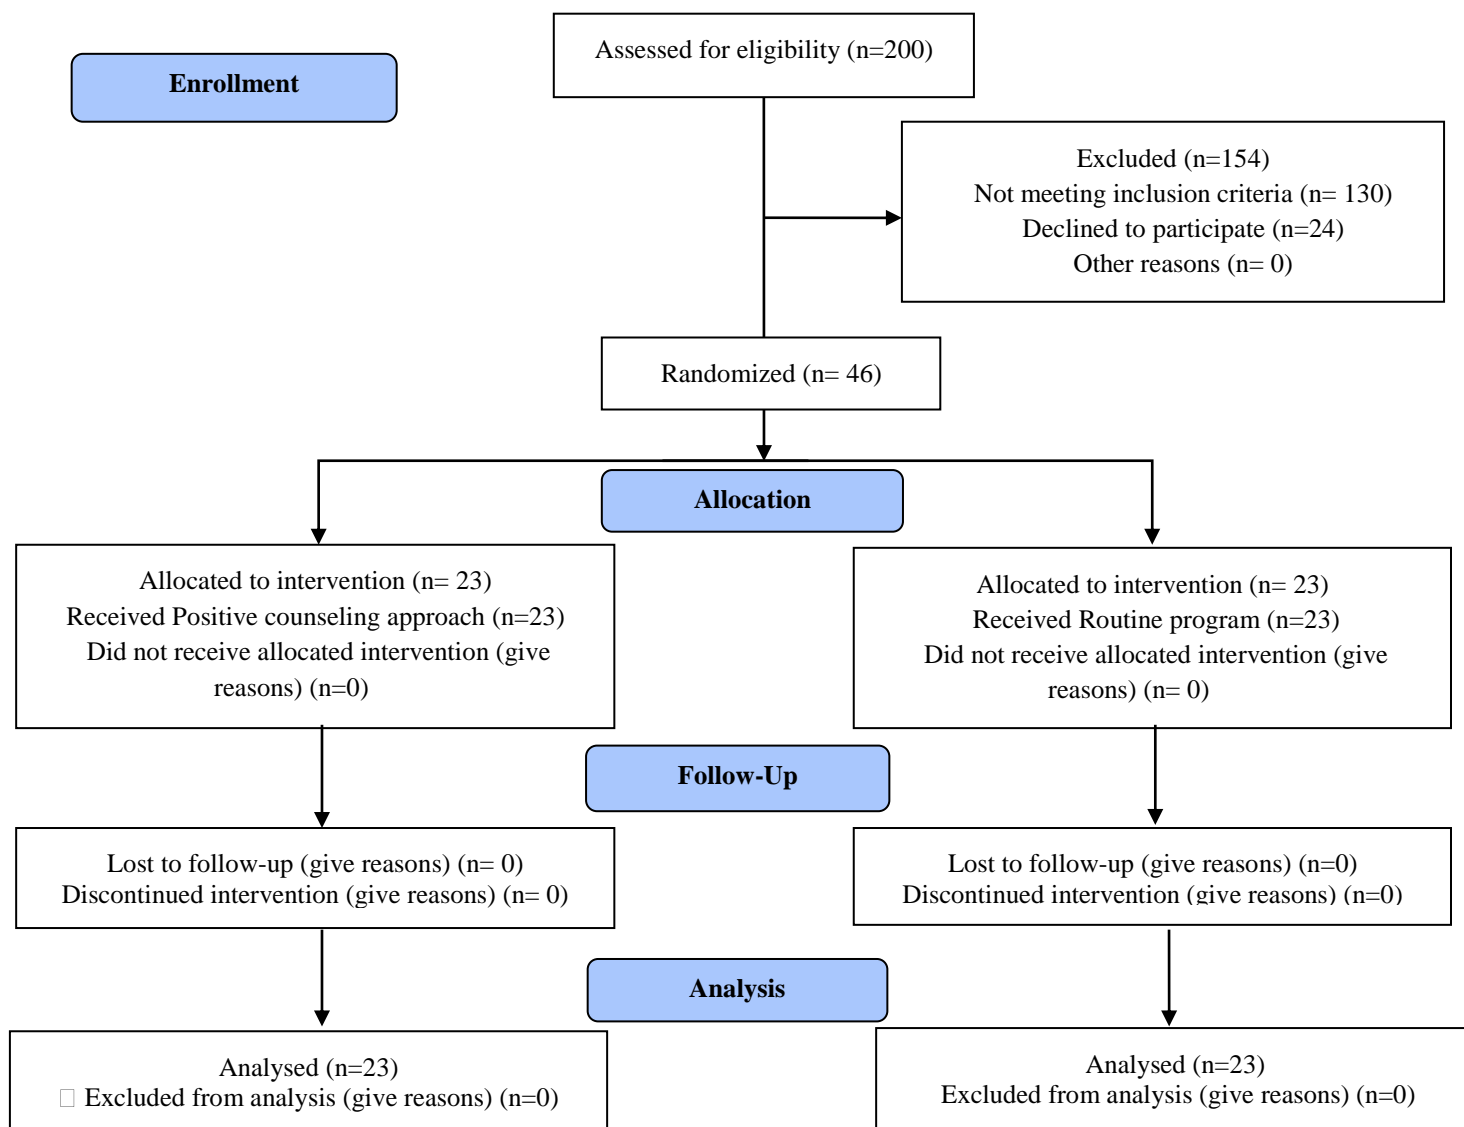 Assessed for eligibility (n=200)
Enrollment
Excluded (n=154)
Not meeting inclusion criteria (n= 130)
Declined to participate (n=24)
Other reasons (n= 0)
Randomized (n= 46)
Allocation
Allocated to intervention (n= 23)
Received Positive counseling approach (n=23)
Did not receive allocated intervention (give
reasons) (n=0)
Allocated to intervention (n= 23)
Received Routine program (n=23)
Did not receive allocated intervention (give
reasons) (n= 0)
Follow-Up
Lost to follow-up (give reasons) (n= 0)
Discontinued intervention (give reasons) (n= 0)
Lost to follow-up (give reasons) (n=0)
Discontinued intervention (give reasons) (n=0)
Analysis
Analysed (n=23)
□ Excluded from analysis (give reasons) (n=0)
Analysed (n=23)
Excluded from analysis (give reasons) (n=0)